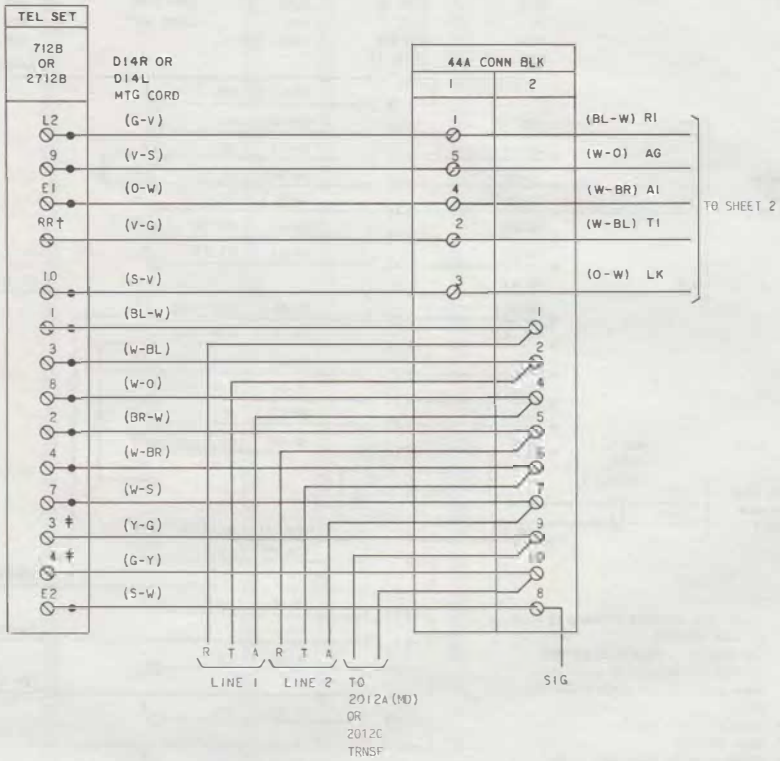 TEL SET
712B
OR
2712B
D14R OR
D14L
MTG CORD
44A CONN BLK
1 2
L2 (G-V) 1 (BL-W) R1
9 (V-S) 5 (W-O) AG
E1 (O-W) 4 (W-BR) A1
TO SHEET 2
RR† (V-G) 2 (W-BL) T1
10 (S-V) 3 (O-W) LK
1 (BL-W) 1
3 (W-BL) 2
8 (W-O) 4
2 (BR-W) 5
4 (W-BR) 6
7 (W-S) 7
3 ‡ (Y-G) 9
4 ‡ (G-Y) 10
E2 (S-W) 8
R T A R T A
LINE 1 LINE 2 TO SIG
2012A (MD)
OR
2012C
TRNSF